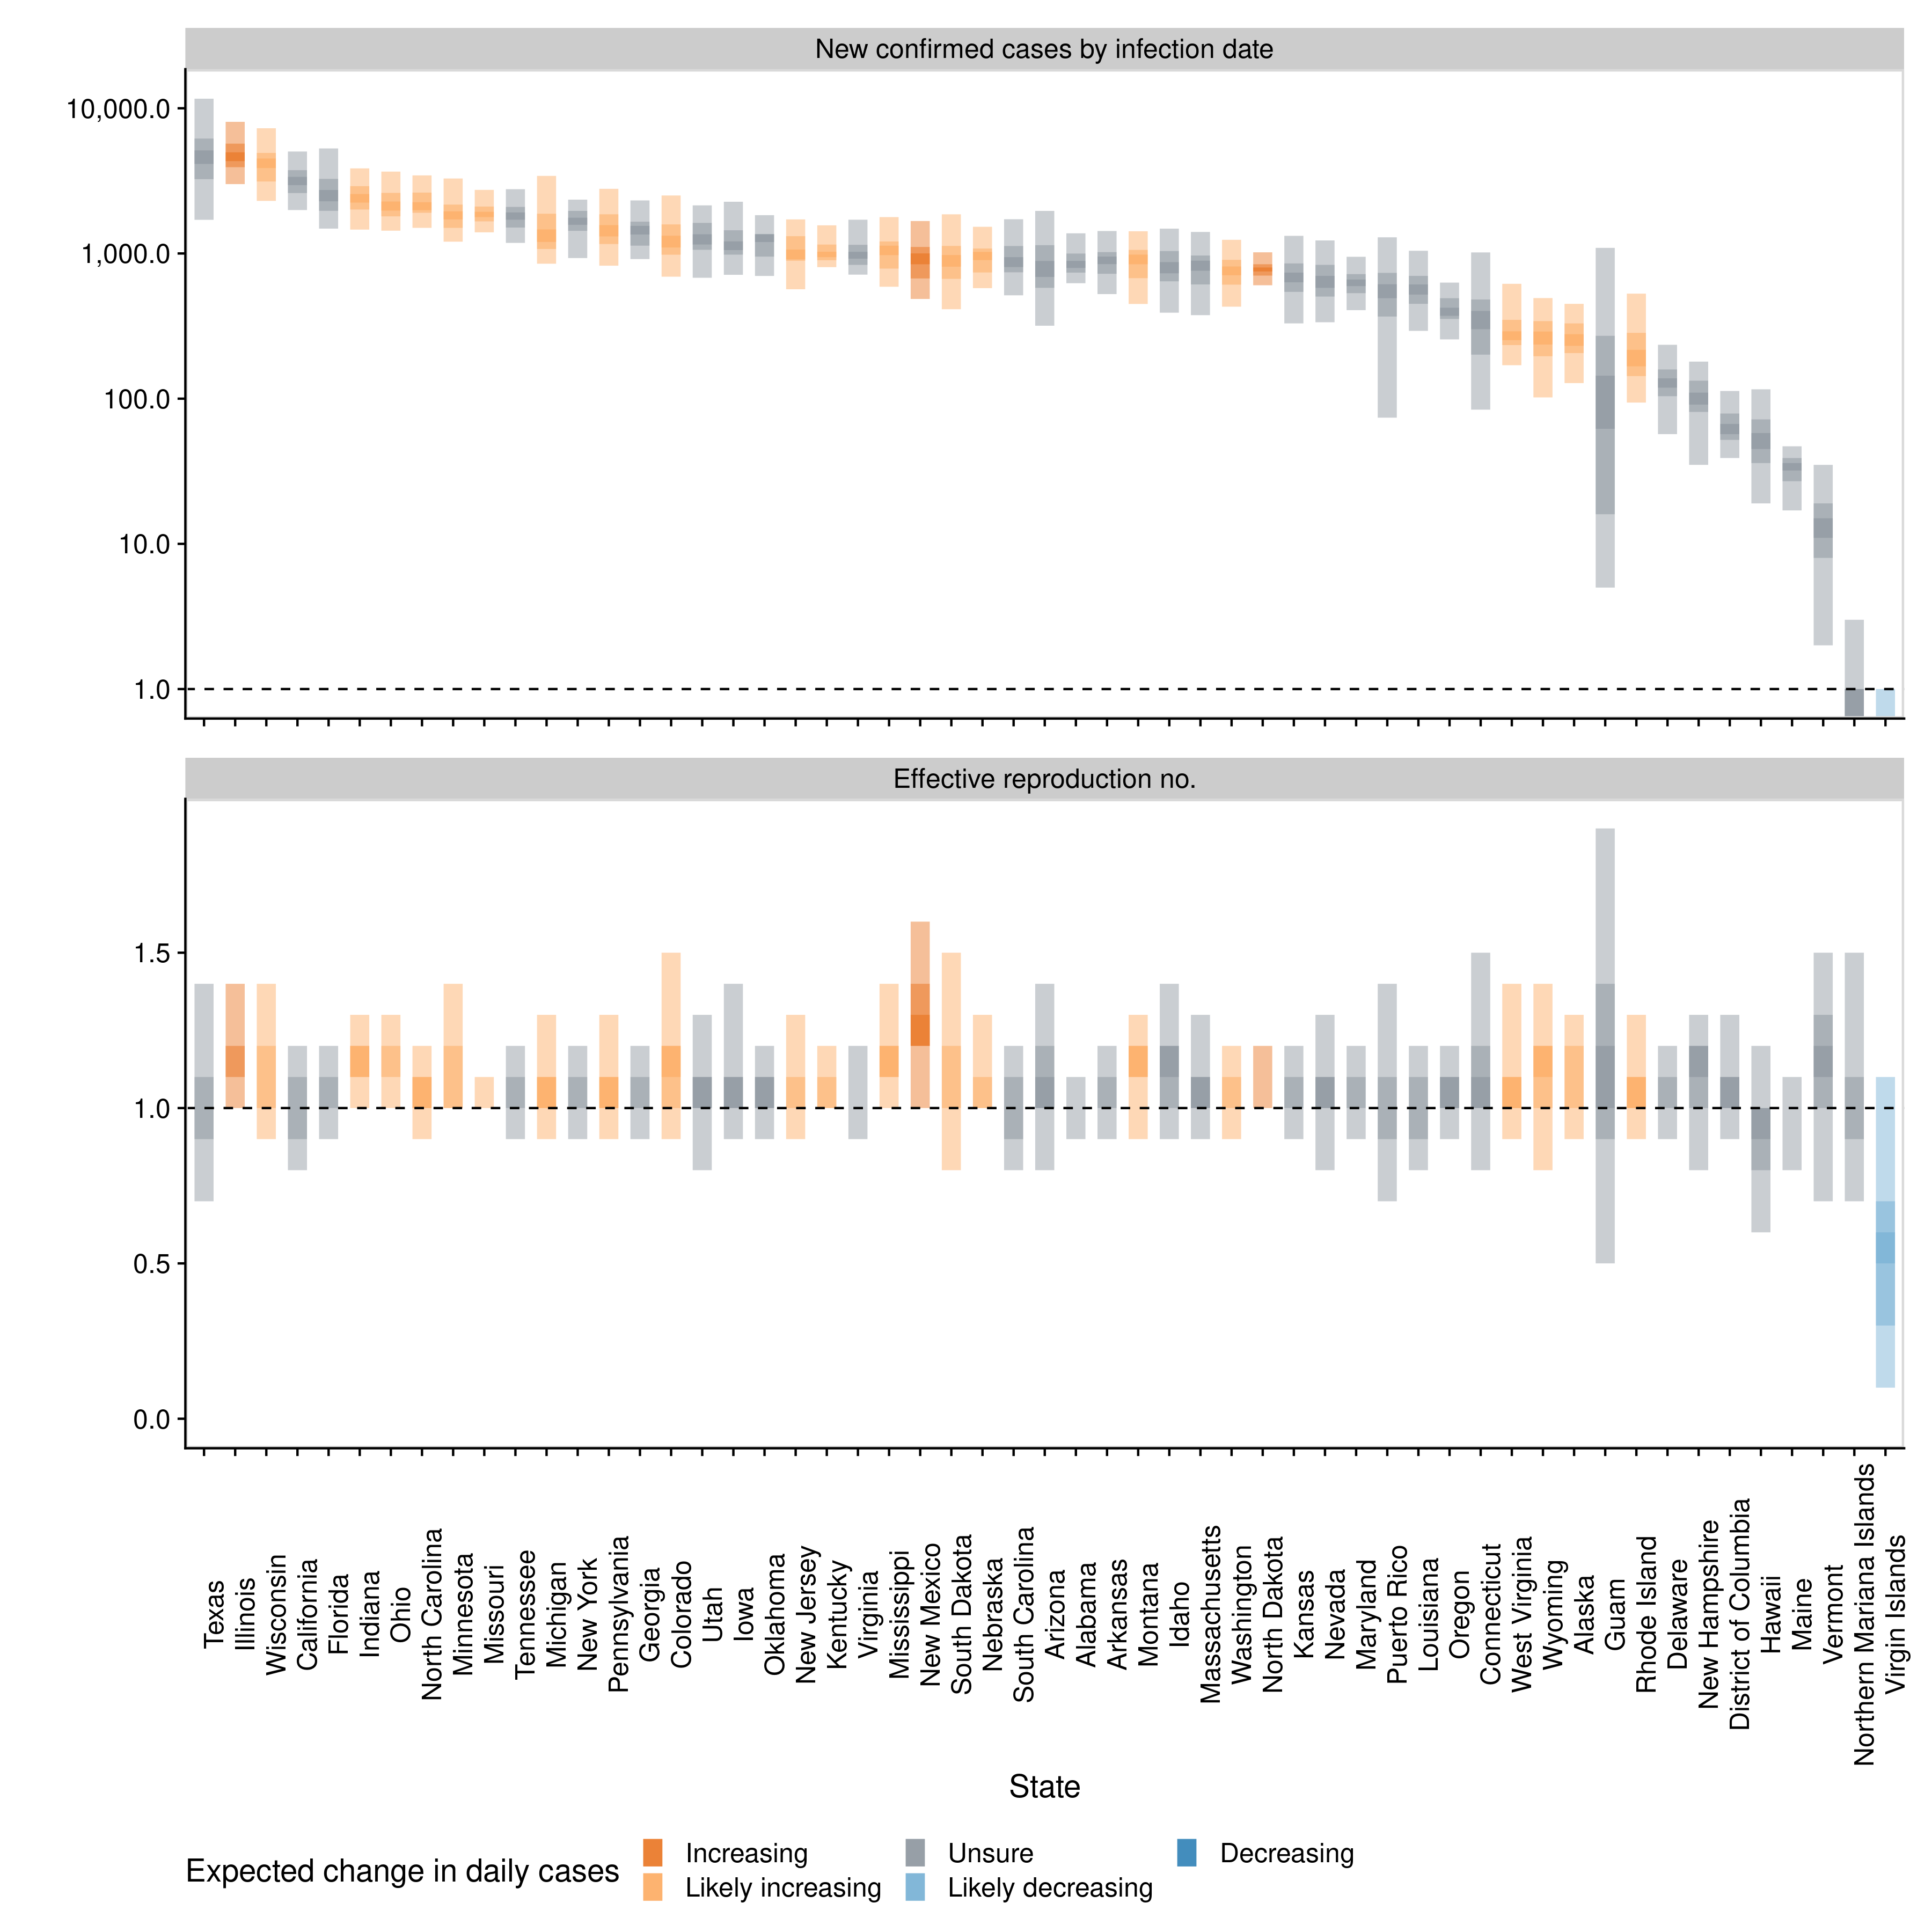 New confirmed cases by infection date
10,000.0
1,000.0
100.0
10.0
1.0
Effective reproduction no.
1.5
1.0
0.5
0.0
Texas
Illinois
Wisconsin
California
Florida
Indiana
Ohio
North Carolina
Minnesota
Missouri
Tennessee
Michigan
New York
Pennsylvania
Georgia
Colorado
Utah
Iowa
Oklahoma
New Jersey
Kentucky
Virginia
Mississippi
New Mexico
South Dakota
Nebraska
South Carolina
Arizona
Alabama
Arkansas
Montana
Idaho
Massachusetts
Washington
North Dakota
Kansas
Nevada
Maryland
Puerto Rico
Louisiana
Oregon
Connecticut
West Virginia
Wyoming
Alaska
Guam
Rhode Island
Delaware
New Hampshire
District of Columbia
Hawaii
Maine
Vermont
Northern Mariana Islands
Virgin Islands
State
Expected change in daily cases
Increasing
Likely increasing
Unsure
Likely decreasing
Decreasing